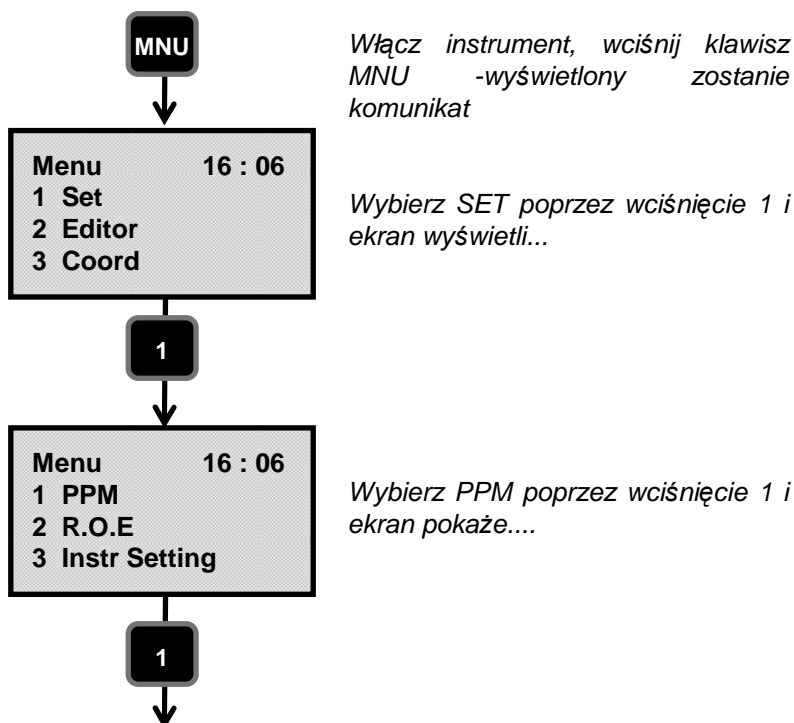 MNU
Włącz instrument, wciśnij klawisz
MNU -wyświetlony zostanie
komunikat
Menu 16 : 06
1 Set
2 Editor
3 Coord
Wybierz SET poprzez wciśnięcie 1 i
ekran wyświetli...
1
Menu 16 : 06
1 PPM
2 R.O.E
3 Instr Setting
Wybierz PPM poprzez wciśnięcie 1 i
ekran pokaże....
1